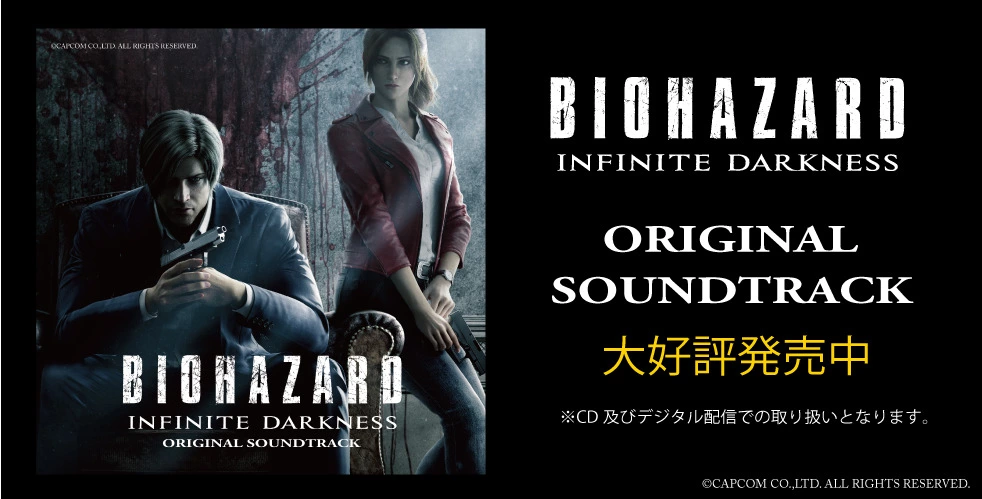 ©CAPCOM CO.,LTD. ALL RIGHTS RESERVED.
BIOHAZARD
INFINITE DARKNESS
ORIGINAL SOUNDTRACK
BIOHAZARD
INFINITE DARKNESS
ORIGINAL
SOUNDTRACK
大好評発売中
※CD 及びデジタル配信での取り扱いとなります。
©CAPCOM CO.,LTD. ALL RIGHTS RESERVED.